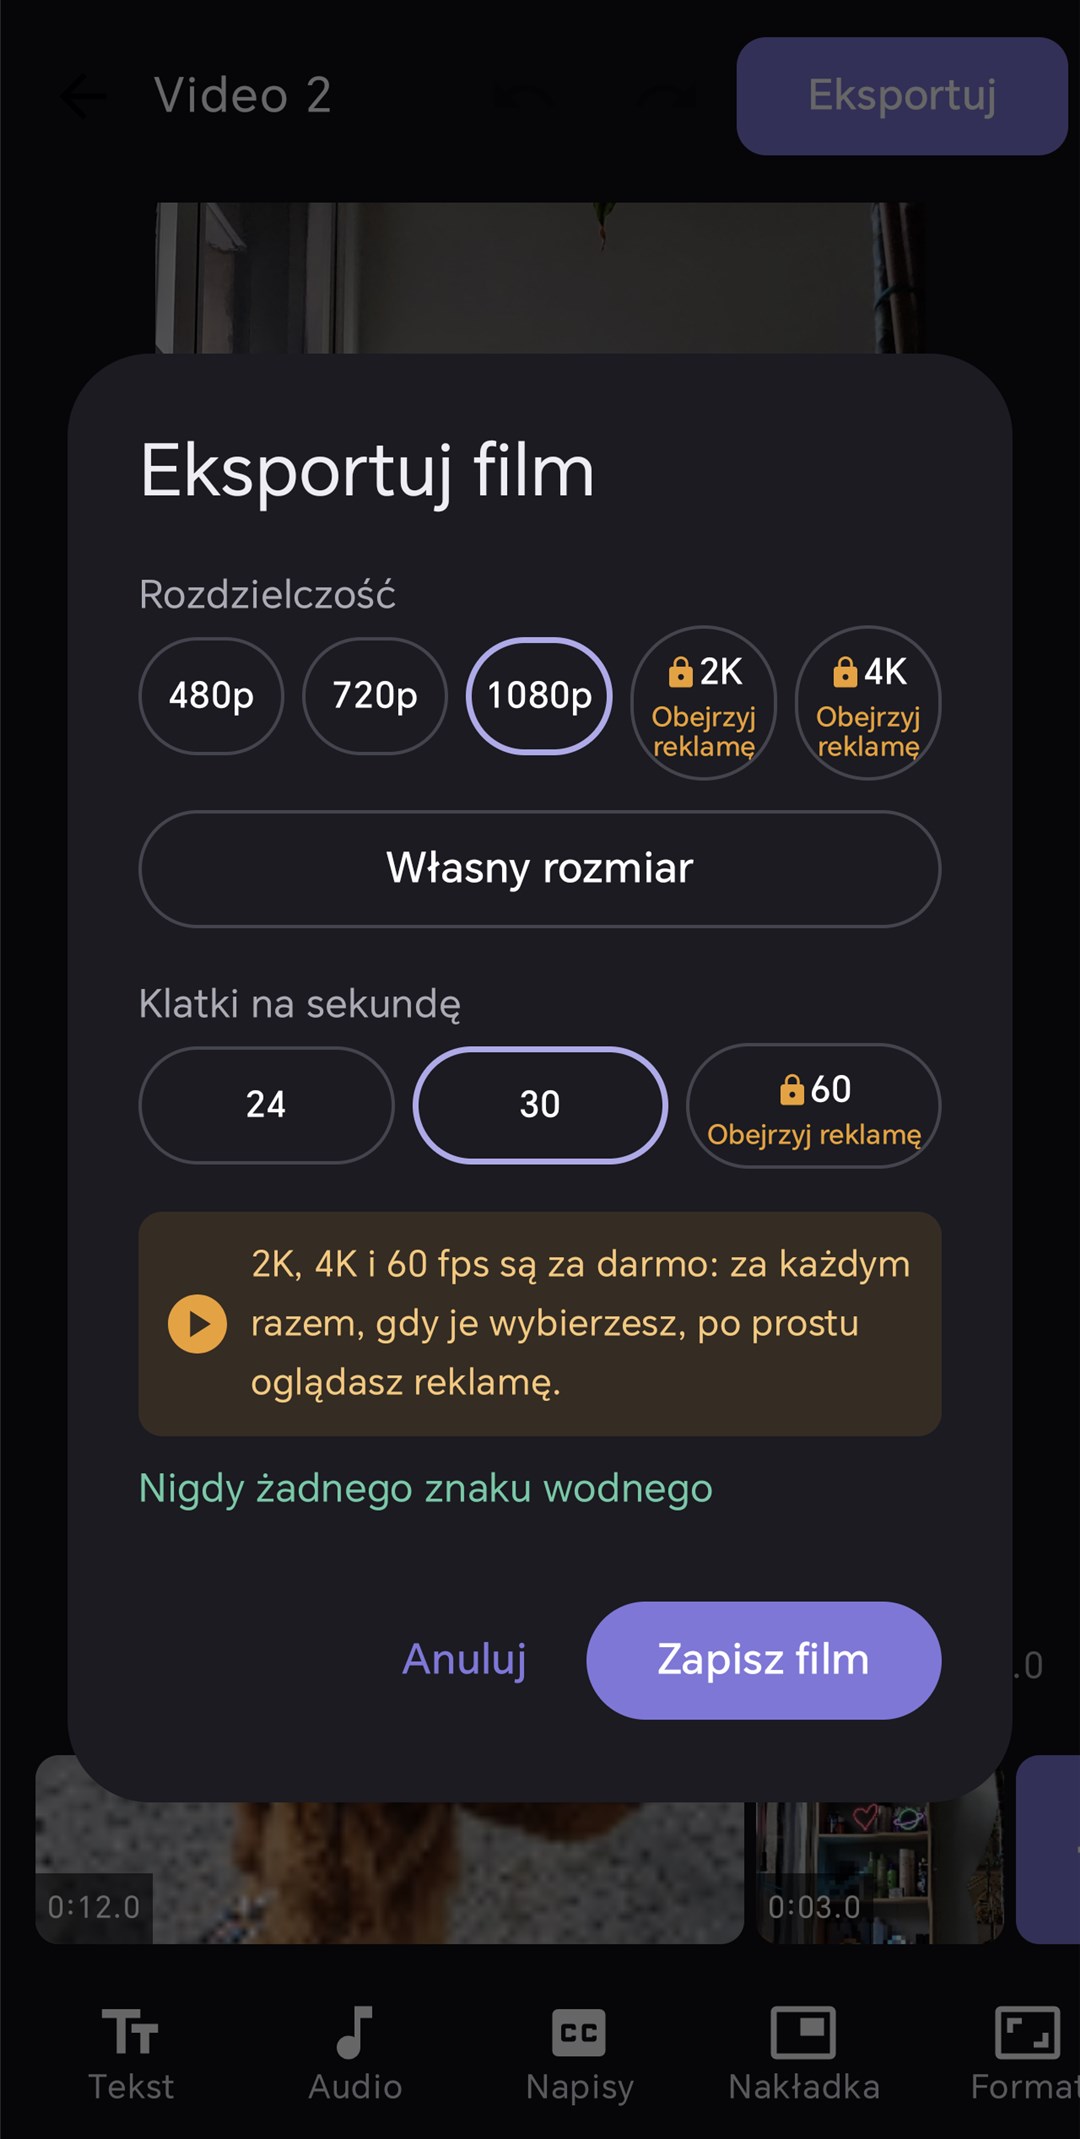 Video 2
Eksportuj
Eksportuj film
Rozdzielczość
480p
720p
1080p
2K
Obejrzyj
reklamę
4K
Obejrzyj
reklamę
Własny rozmiar
Klatki na sekundę
24
30
60
Obejrzyj reklamę
2K, 4K i 60 fps są za darmo: za każdym
razem, gdy je wybierzesz, po prostu
oglądasz reklamę.
Nigdy żadnego znaku wodnego
Anuluj
Zapisz film
.0
0:12.0
0:03.0
Tekst
Audio
CC
Napisy
Nakładka
Format